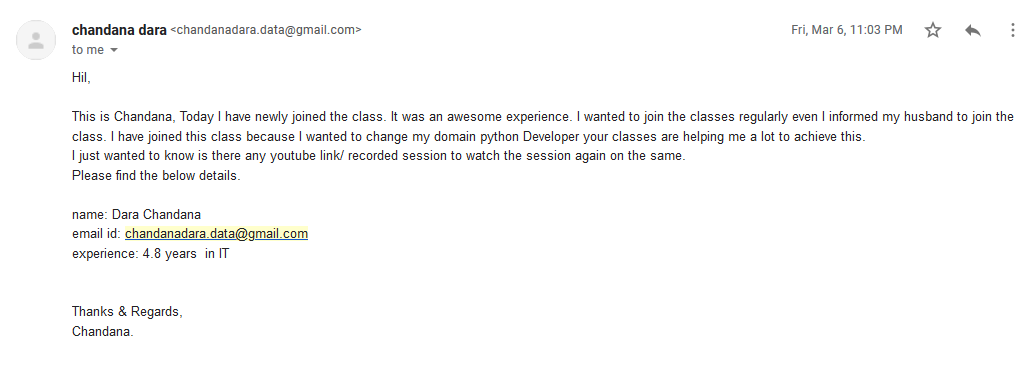 chandana dara <chandanadara.data@gmail.com> Fri, Mar 6, 11:03 PM
to me
Hil,
This is Chandana, Today I have newly joined the class. It was an awesome experience. I wanted to join the classes regularly even I informed my husband to join the
class. I have joined this class because I wanted to change my domain python Developer your classes are helping me a lot to achieve this.
I just wanted to know is there any youtube link/ recorded session to watch the session again on the same.
Please find the below details.
name: Dara Chandana
email id: chandanadara.data@gmail.com
experience: 4.8 years  in IT
Thanks & Regards,
Chandana.